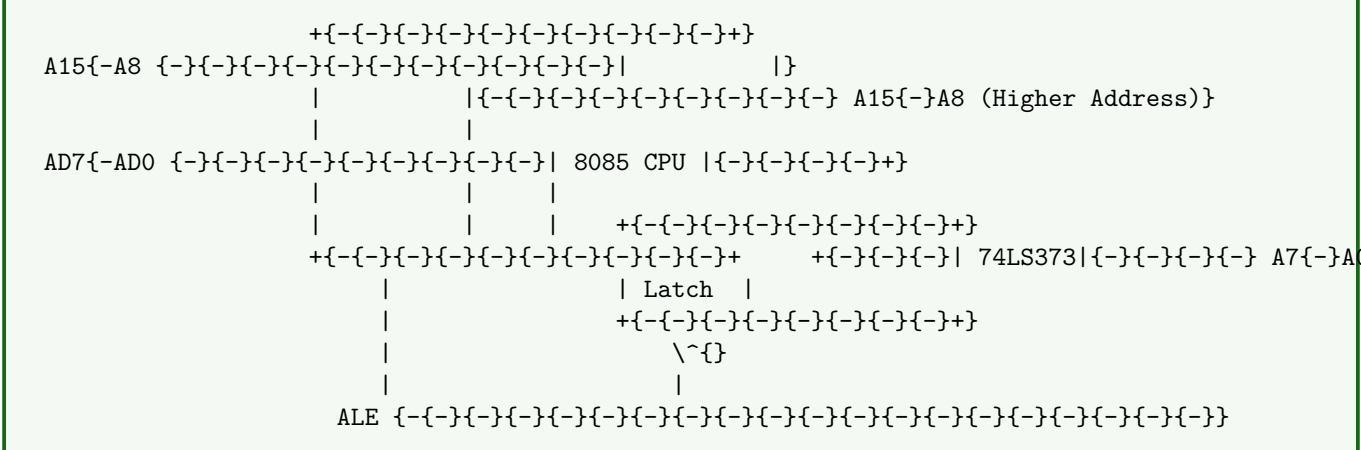 +{-{-}{-}{-}{-}{-}{-}{-}{-}{-}+}
A15{-A8 {-}{-}{-}{-}{-}{-}{-}{-}{-}{-}{-}|          |}
|          |{-{-}{-}{-}{-}{-}{-}{-}{-} A15{-}A8 (Higher Address)}
|          |
AD7{-AD0 {-}{-}{-}{-}{-}{-}{-}{-}{-}| 8085 CPU |{-}{-}{-}{-}+}
|          |     |
|          |     |    +{-{-}{-}{-}{-}{-}{-}{-}+}
+{-{-}{-}{-}{-}{-}{-}{-}{-}{-}+     +{-}{-}{-}| 74LS373|{-}{-}{-}{-} A7{-}A0
|                | Latch  |
|                +{-{-}{-}{-}{-}{-}{-}{-}+}
|                    \^{}
|                    |
ALE {-{-}{-}{-}{-}{-}{-}{-}{-}{-}{-}{-}{-}{-}{-}{-}{-}{-}{-}{-}}